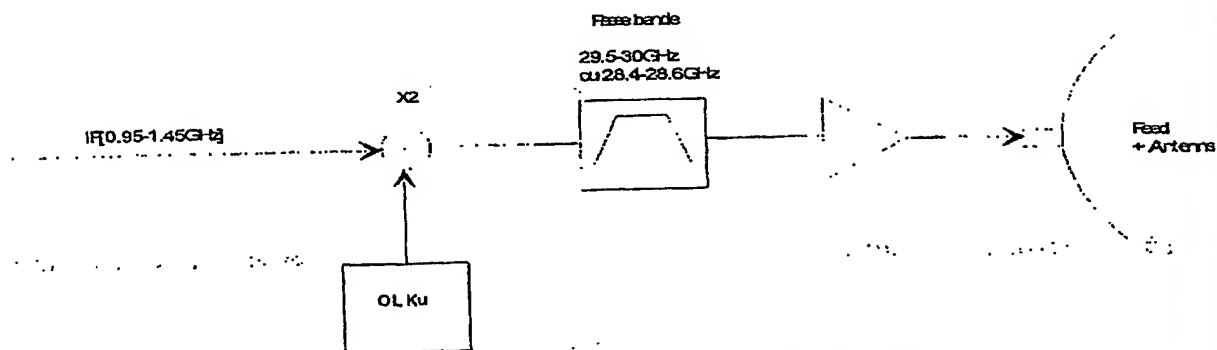 Passe bande
29.5-30GHz
ou 28.4-28.6GHz
X2
IF[0.95-1.45GHz]
Feed
+ Antenne
OL Ku